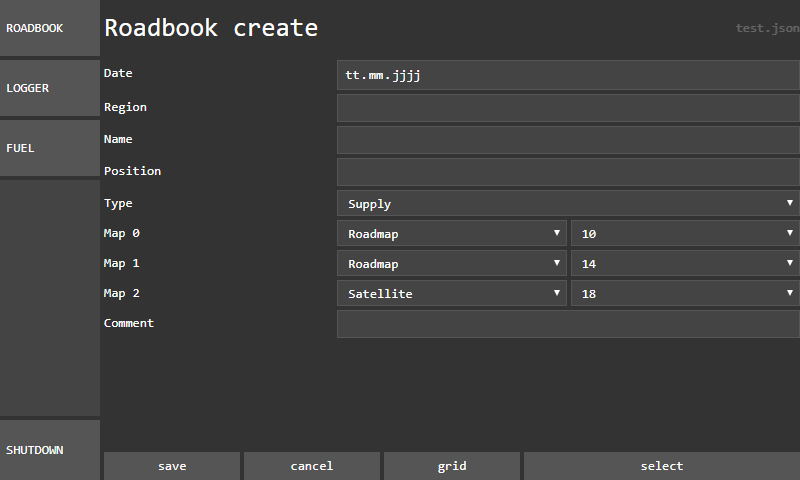 ROADBOOK
Roadbook create
test.json
LOGGER
FUEL
SHUTDOWN
Date
tt.mm.jjjj
Region
Name
Position
Type
Supply
Map 0
Roadmap
10
Map 1
Roadmap
14
Map 2
Satellite
18
Comment
save
cancel
grid
select